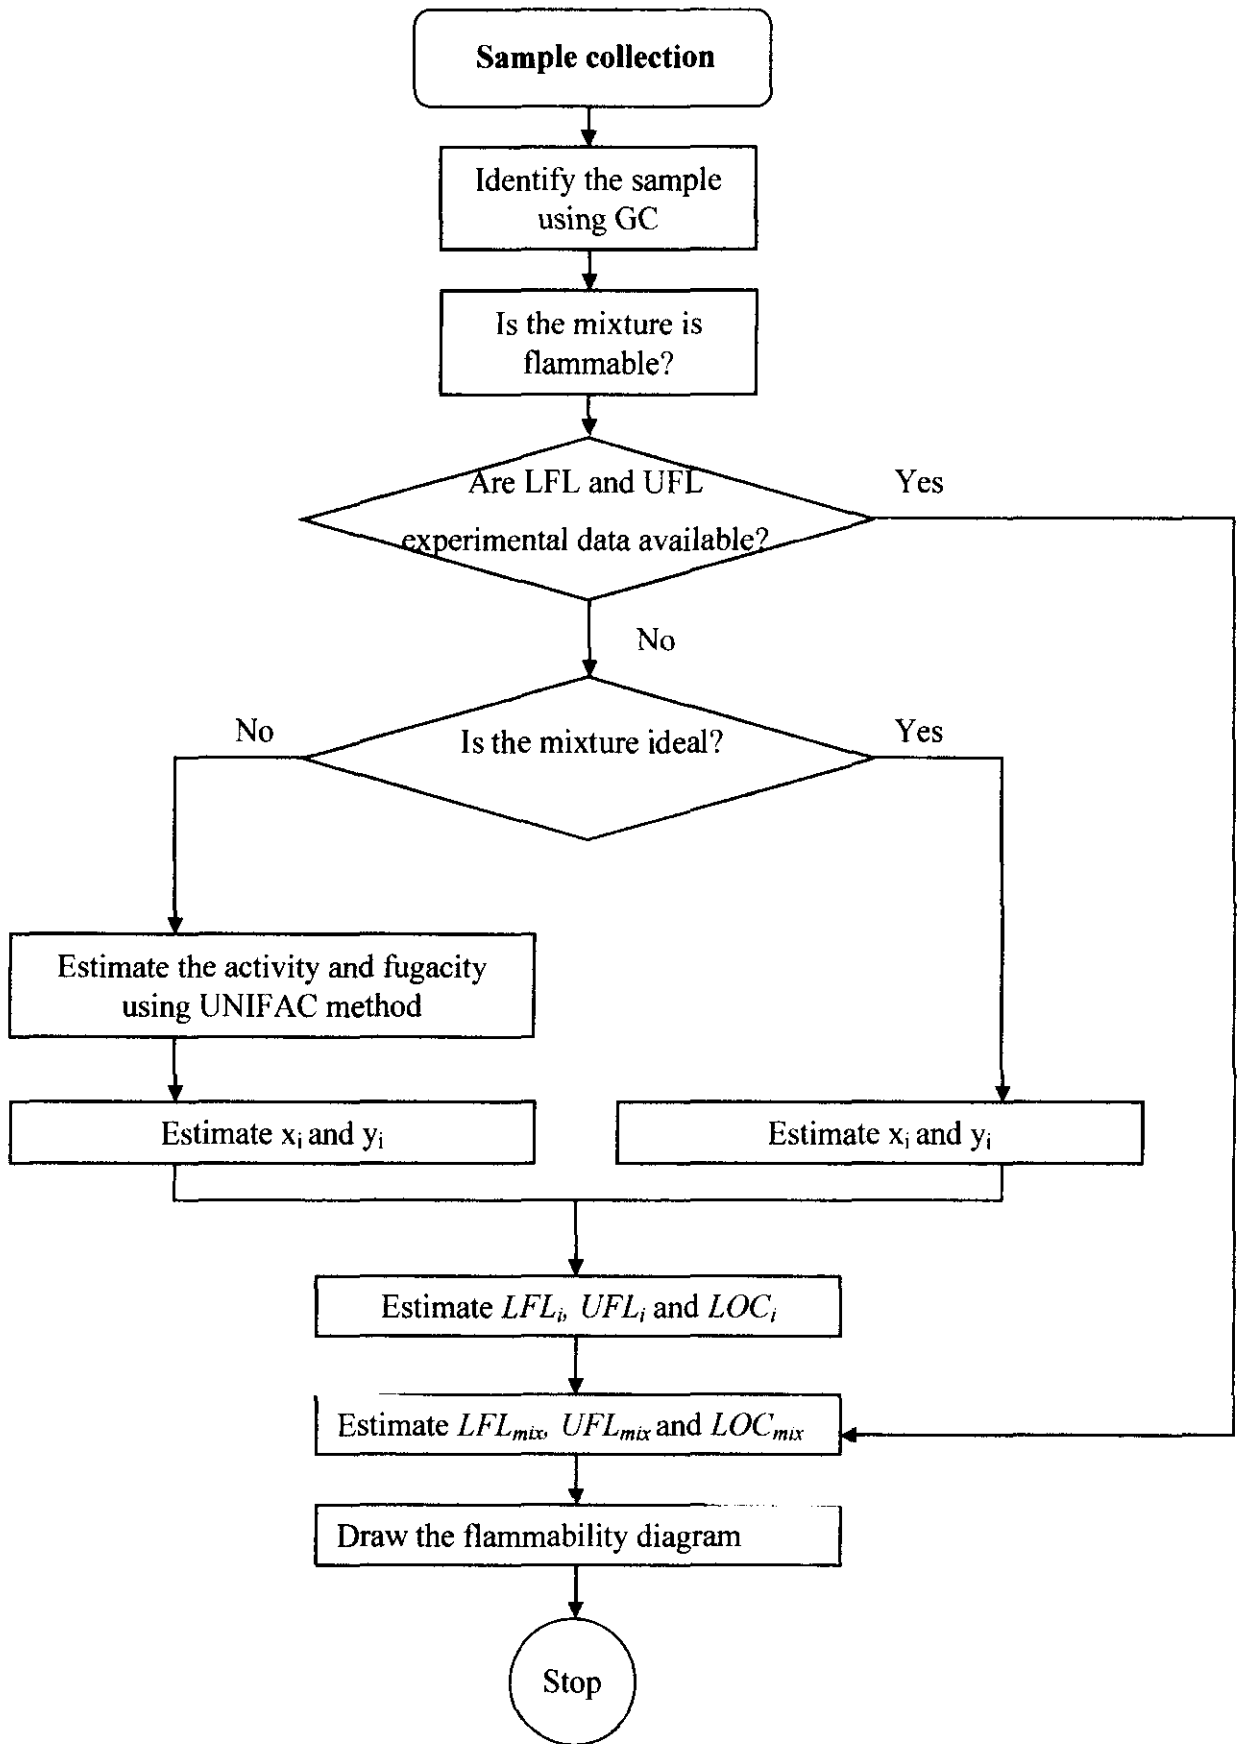 Sample collection
Identify the sample
using GC
Is the mixture is
flammable?
Are LFL and UFL
Yes
experimental data available?
No
No
Is the mixture ideal?
Yes
Estimate the activity and fugacity
using UNIFAC method
Estimate xᵢ and yᵢ
Estimate xᵢ and yᵢ
Estimate LFLᵢ, UFLᵢ and LOCᵢ
Estimate LFLmix, UFLmix and LOCmix
Draw the flammability diagram
Stop